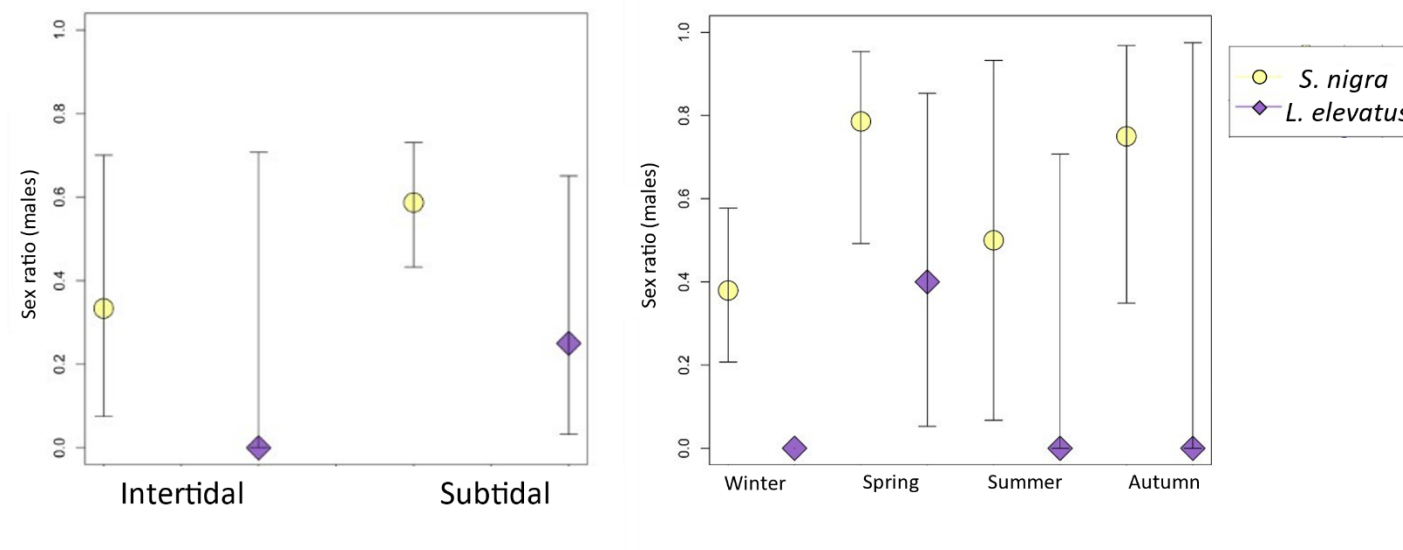 Sex ratio (males)
1.0
0.8
0.6
0.4
0.2
0.0
Intertidal Subtidal
Sex ratio (males)
1.0
0.8
0.6
0.4
0.2
0.0
Winter Spring Summer Autumn
S. nigra
L. elevatus